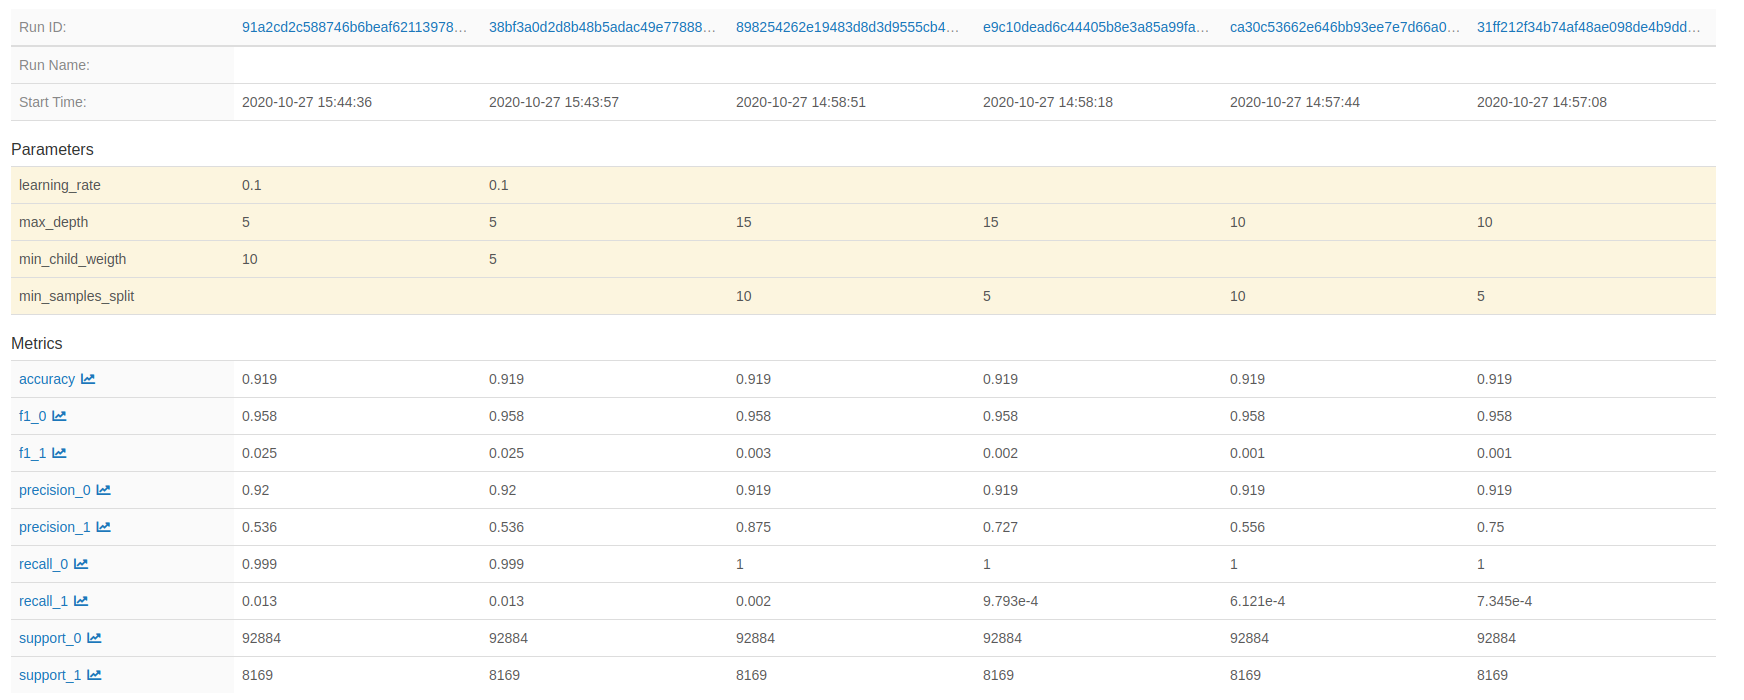 Run ID: 91a2cd2c588746b6beaf62113978... 38bf3a0d2d8b48b5adac49e77888... 898254262e19483d8d3d9555cb4... e9c10dead6c44405b8e3a85a99fa... ca30c53662e646bb93ee7e7d66a0... 31ff212f34b74af48ae098de4b9dd...
Run Name:
Start Time: 2020-10-27 15:44:36 2020-10-27 15:43:57 2020-10-27 14:58:51 2020-10-27 14:58:18 2020-10-27 14:57:44 2020-10-27 14:57:08
Parameters
learning_rate 0.1 0.1
max_depth 5 5 15 15 10 10
min_child_weigth 10 5
min_samples_split 10 5 10 5
Metrics
accuracy 0.919 0.919 0.919 0.919 0.919 0.919
f1_0 0.958 0.958 0.958 0.958 0.958 0.958
f1_1 0.025 0.025 0.003 0.002 0.001 0.001
precision_0 0.92 0.92 0.919 0.919 0.919 0.919
precision_1 0.536 0.536 0.875 0.727 0.556 0.75
recall_0 0.999 0.999 1 1 1 1
recall_1 0.013 0.013 0.002 9.793e-4 6.121e-4 7.345e-4
support_0 92884 92884 92884 92884 92884 92884
support_1 8169 8169 8169 8169 8169 8169